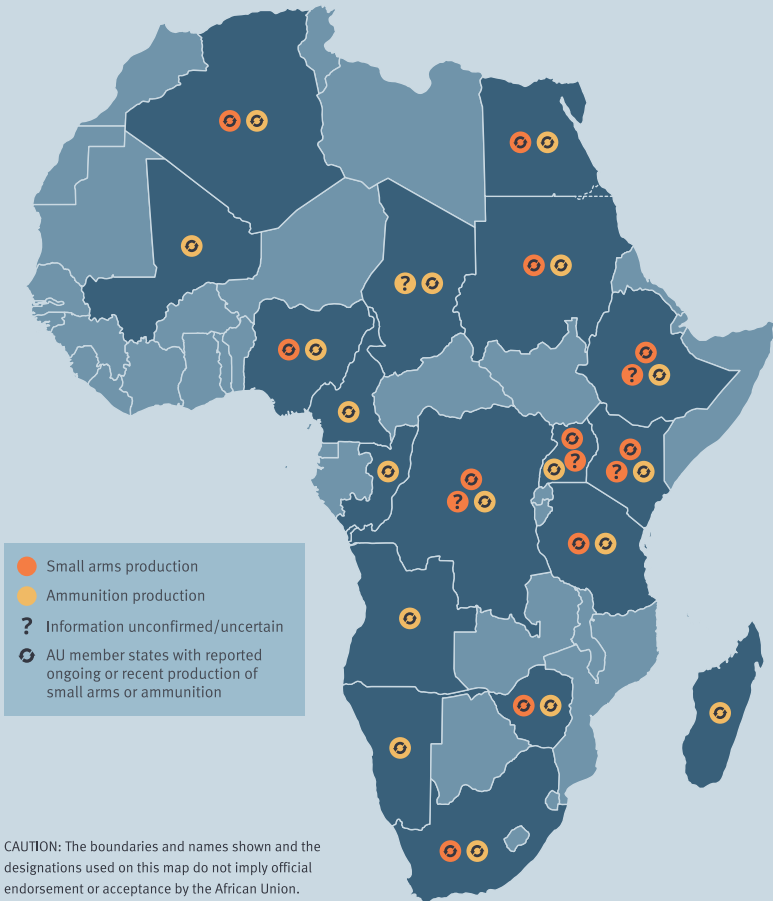 Small arms production
Ammunition production
? Information unconfirmed/uncertain
AU member states with reported
ongoing or recent production of
small arms or ammunition
CAUTION: The boundaries and names shown and the
designations used on this map do not imply official
endorsement or acceptance by the African Union.
?
?
?
?
?